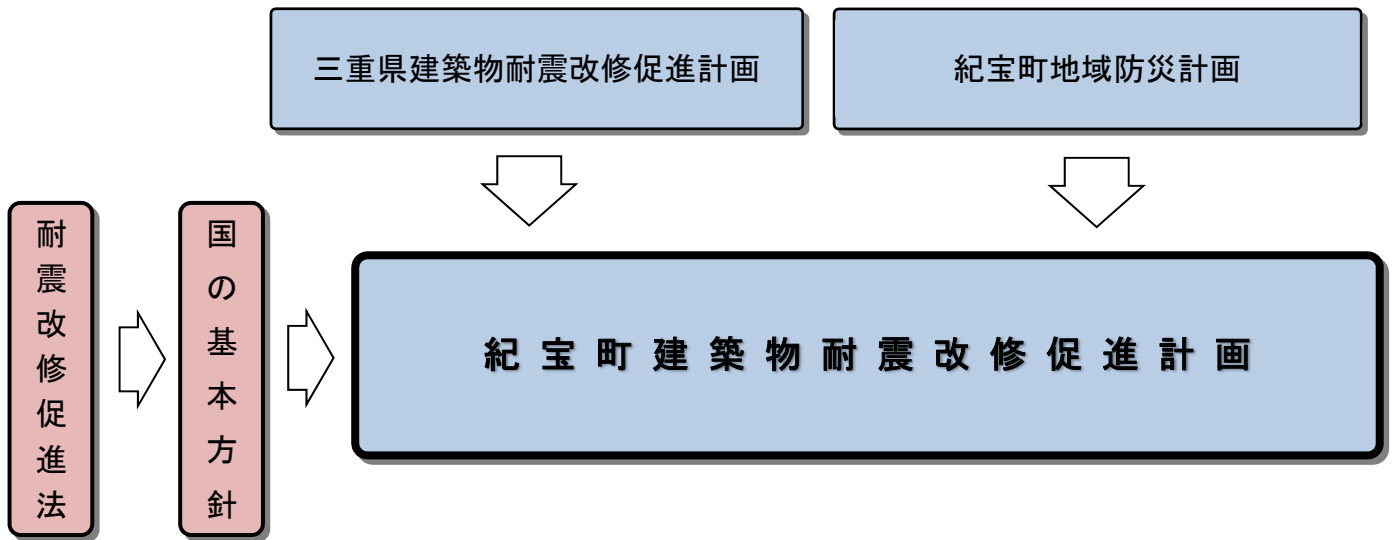 三重県建築物耐震改修促進計画
紀宝町地域防災計画
耐震改修促進法
国の基本方針
紀宝町建築物耐震改修促進計画